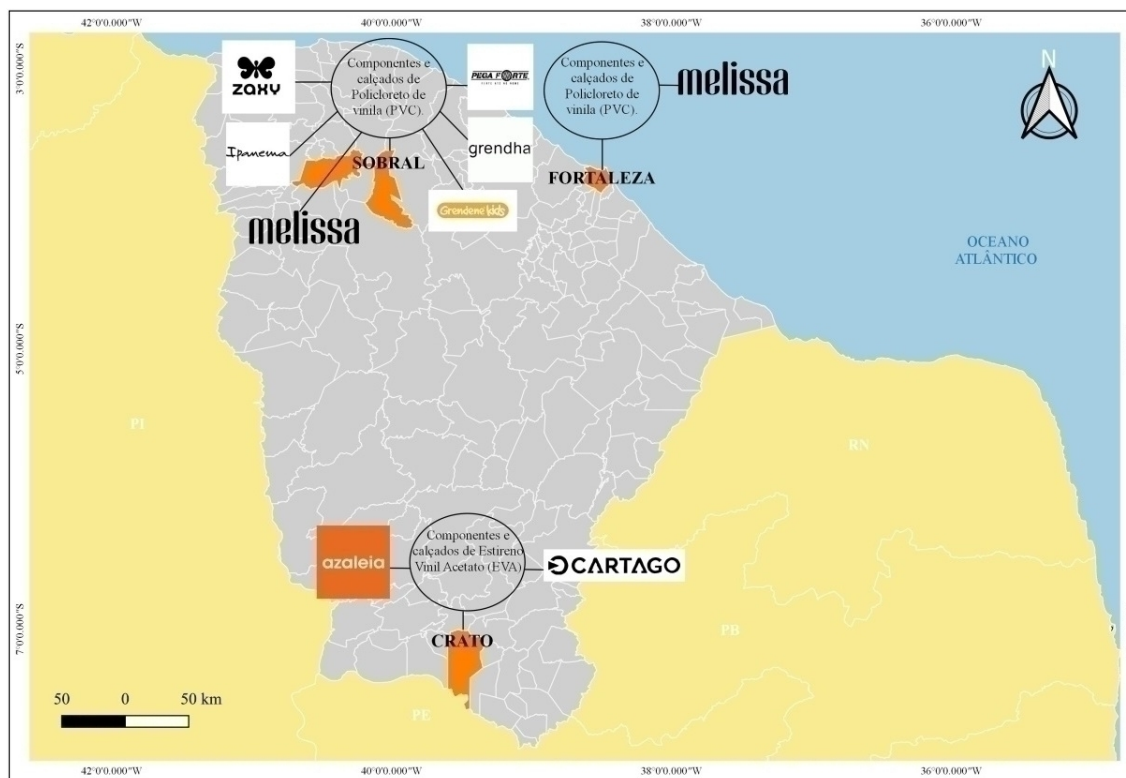 42°0'0.000"W
40°0'0.000"W
38°0'0.000"W
36°0'0.000"W
3°0'0.000"S
5°0'0.000"S
7°0'0.000"S
zaxy
Componentes e
calçados de
Policloreto de
vinila (PVC).
PEGA FORTE
Componentes e
calçados de
Policloreto de
vinila (PVC).
melissa
N
Ipanema
grendha
SOBRAL
FORTALEZA
Grendene kids
melissa
OCEANO
ATLÂNTICO
PI
RN
azaleia
Componentes e
calçados de Estireno
Vinil Acetato (EVA)
CARTAGO
CRATO
PB
PE
50 0 50 km
42°0'0.000"W
40°0'0.000"W
38°0'0.000"W
36°0'0.000"W